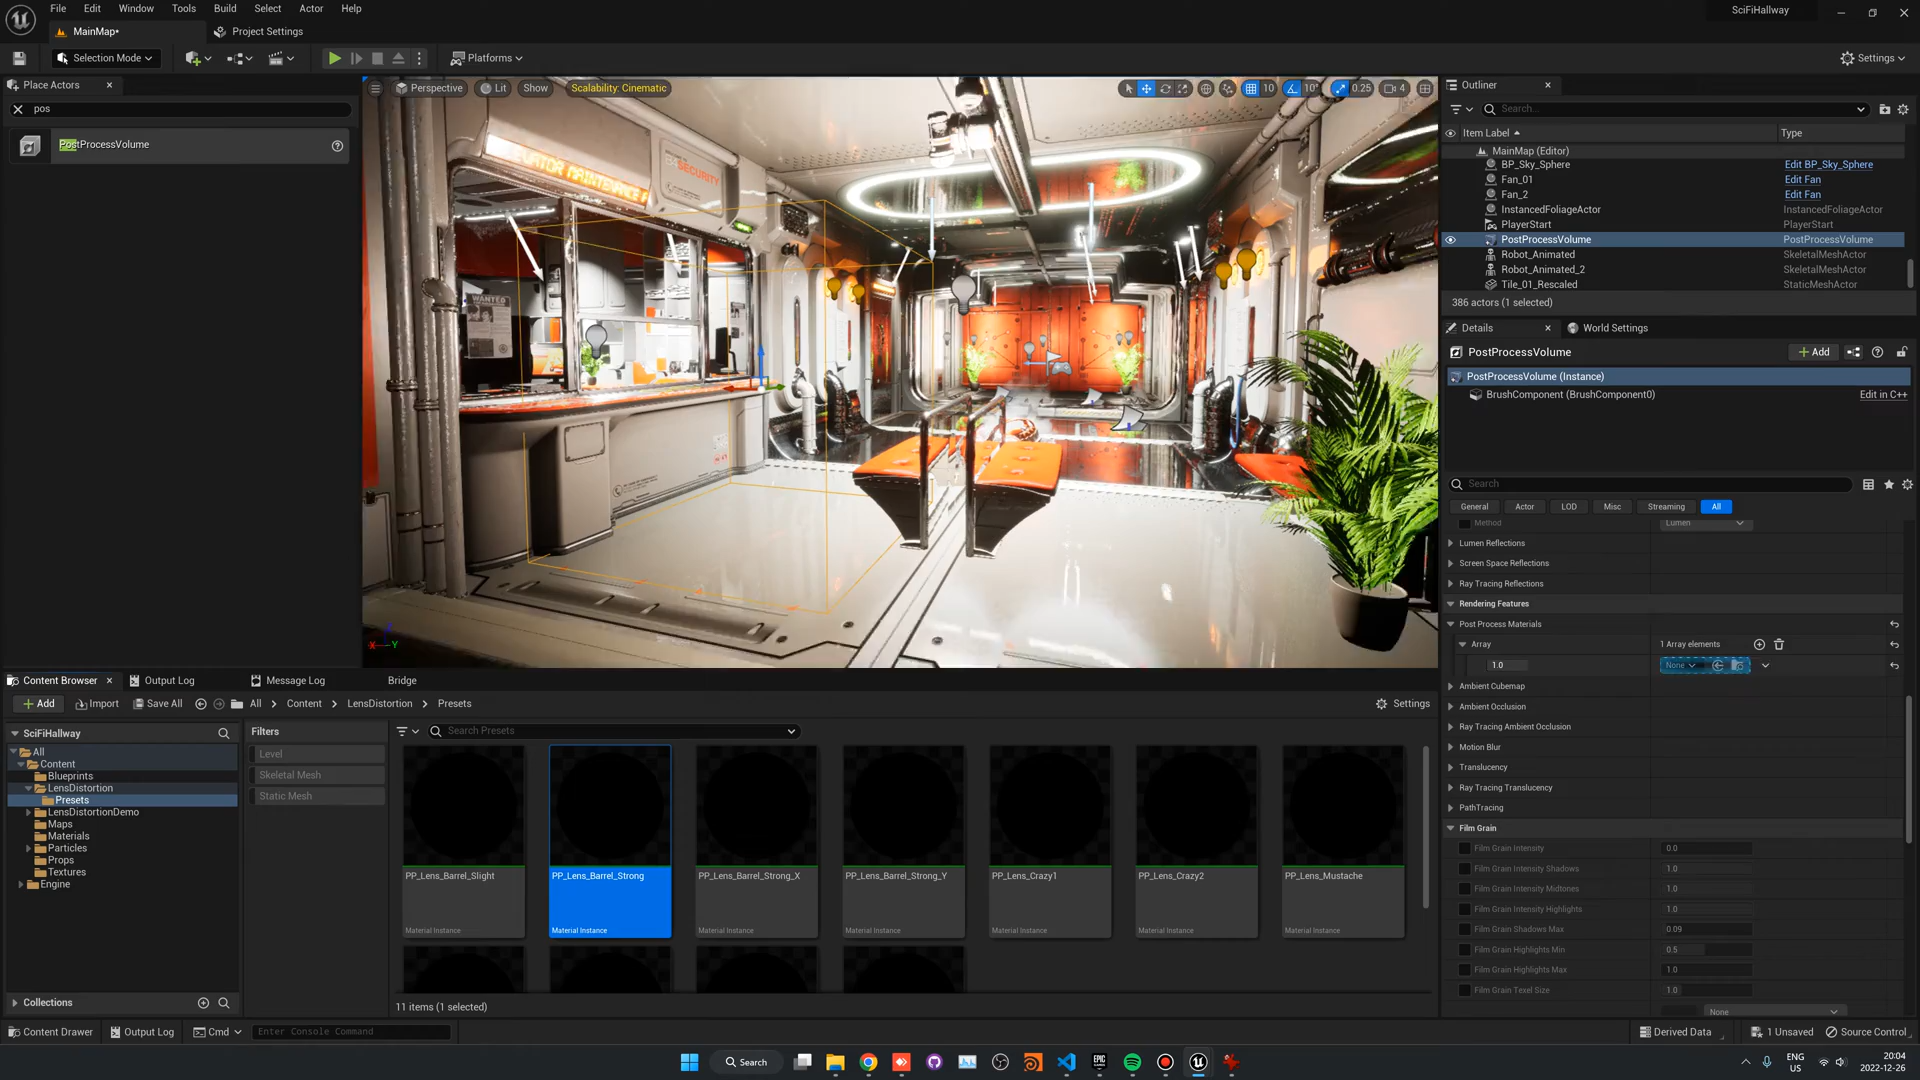 File Edit Window Tools Build Select Actor Help
SciFiHallway
MainMap*
Project Settings
Selection Mode
Platforms
Settings
Place Actors
pos
PostProcessVolume
Perspective
Lit
Show
Scalability: Cinematic
10
10°
0.25
4
ELEVATOR MAINTENANCE
SECURITY
WANTED
Outliner
Search...
Item Label
Type
MainMap (Editor)
BP_Sky_Sphere Edit BP_Sky_Sphere
Fan_01 Edit Fan
Fan_2 Edit Fan
InstancedFoliageActor InstancedFoliageActor
PlayerStart PlayerStart
PostProcessVolume PostProcessVolume
Robot_Animated SkeletalMeshActor
Robot_Animated_2 SkeletalMeshActor
Tile_01_Rescaled StaticMeshActor
386 actors (1 selected)
Details
World Settings
PostProcessVolume
Add
PostProcessVolume (Instance)
BrushComponent (BrushComponent0) Edit in C++
Search
General Actor LOD Misc Streaming All
Method Lumen
Lumen Reflections
Screen Space Reflections
Ray Tracing Reflections
Rendering Features
Post Process Materials
Array 1 Array elements
1.0 None
Ambient Cubemap
Ambient Occlusion
Ray Tracing Ambient Occlusion
Motion Blur
Translucency
Ray Tracing Translucency
PathTracing
Film Grain
Film Grain Intensity 0.0
Film Grain Intensity Shadows 1.0
Film Grain Intensity Midtones 1.0
Film Grain Intensity Highlights 1.0
Film Grain Shadows Max 0.09
Film Grain Highlights Min 0.5
Film Grain Highlights Max 1.0
Film Grain Texel Size 1.0
None
Content Browser
Output Log
Message Log
Bridge
Add
Import
Save All
All > Content > LensDistortion > Presets
Settings
SciFiHallway
All
Content
Blueprints
LensDistortion
Presets
LensDistortionDemo
Maps
Materials
Particles
Props
Textures
Engine
Collections
Filters
Level
Skeletal Mesh
Static Mesh
Search Presets
PP_Lens_Barrel_Slight
Material Instance
PP_Lens_Barrel_Strong
Material Instance
PP_Lens_Barrel_Strong_X
Material Instance
PP_Lens_Barrel_Strong_Y
Material Instance
PP_Lens_Crazy1
Material Instance
PP_Lens_Crazy2
Material Instance
PP_Lens_Mustache
Material Instance
11 items (1 selected)
Content Drawer
Output Log
Cmd
Enter Console Command
Derived Data
1 Unsaved
Source Control
Search
EPIC GAMES
ENG
US
20:04
2022-12-26